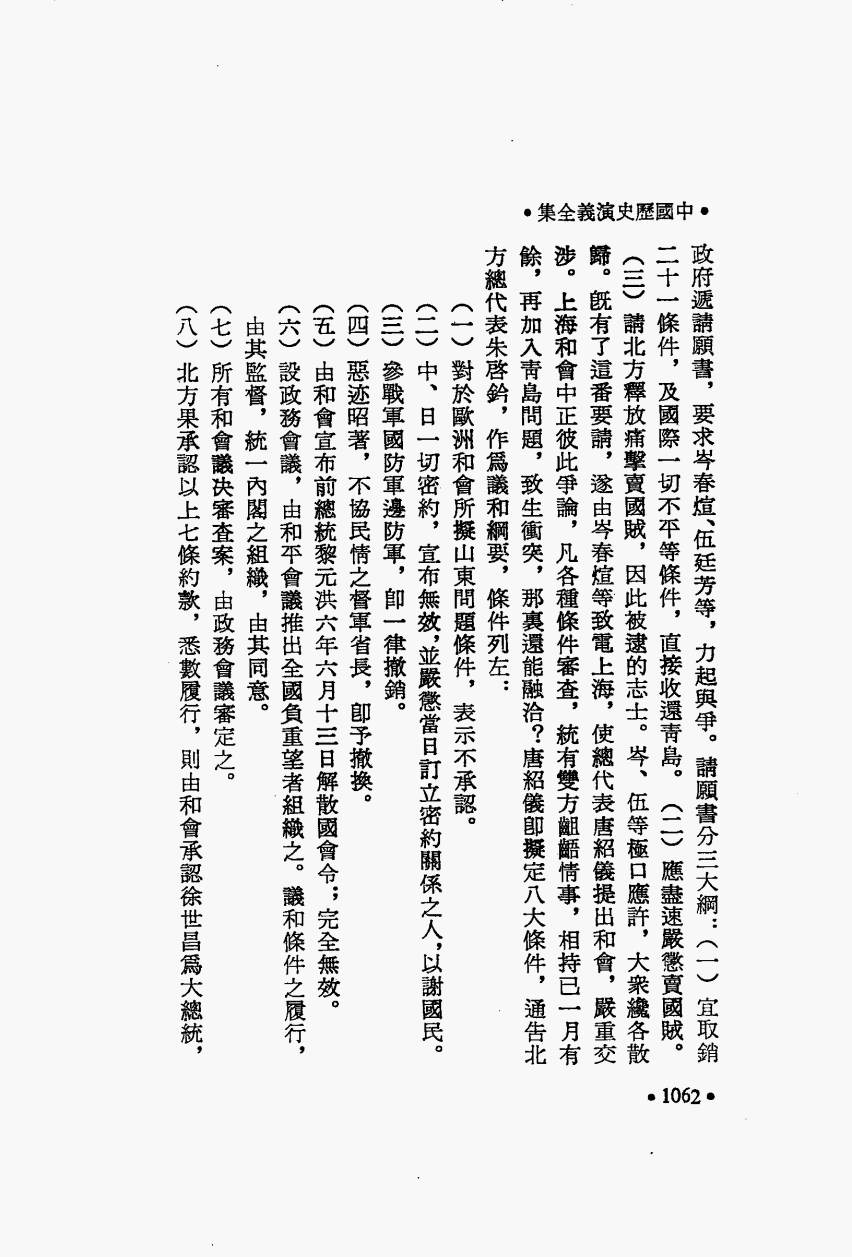 •中國歷史演義全集•
政府遞請願書，要求岑春煊、伍廷芳等，力起與爭。請願書分三大綱：（一）宜取銷
二十一條件，及國際一切不平等條件，直接收還靑島。（二）應盡速嚴懲賣國賊。
（三）請北方釋放痛擊賣國賊，因此被逮的志士。岑、伍等極口應許，大衆纔各散
歸。旣有了這番要請，遂由岑春煊等致電上海，使總代表唐紹儀提出和會，嚴重交
涉。上海和會中正彼此爭論，凡各種條件審査，統有雙方齟齬情事，相持已一月有
餘，再加入靑島問題，致生衝突，那裏還能融洽？唐紹儀卽擬定八大條件，通告北
方總代表朱啓鈐，作爲議和綱要，條件列左：
（一）對於歐洲和會所擬山東問題條件，表示不承認。
（二）中、日一切密約，宣布無效，並嚴懲當日訂立密約關係之人，以謝國民。
（三）參戰軍國防軍邊防軍，卽一律撤銷。
（四）惡迹昭著，不協民情之督軍省長，卽予撤換。
（五）由和會宣布前總統黎元洪六年六月十三日解散國會令；完全無效。
（六）設政務會議，由和平會議推出全國負重望者組織之。議和條件之履行，
由其監督，統一內閣之組織，由其同意。
（七）所有和會議決審査案，由政務會議審定之。
（八）北方果承認以上七條約款，悉數履行，則由和會承認徐世昌爲大總統，
•1062•